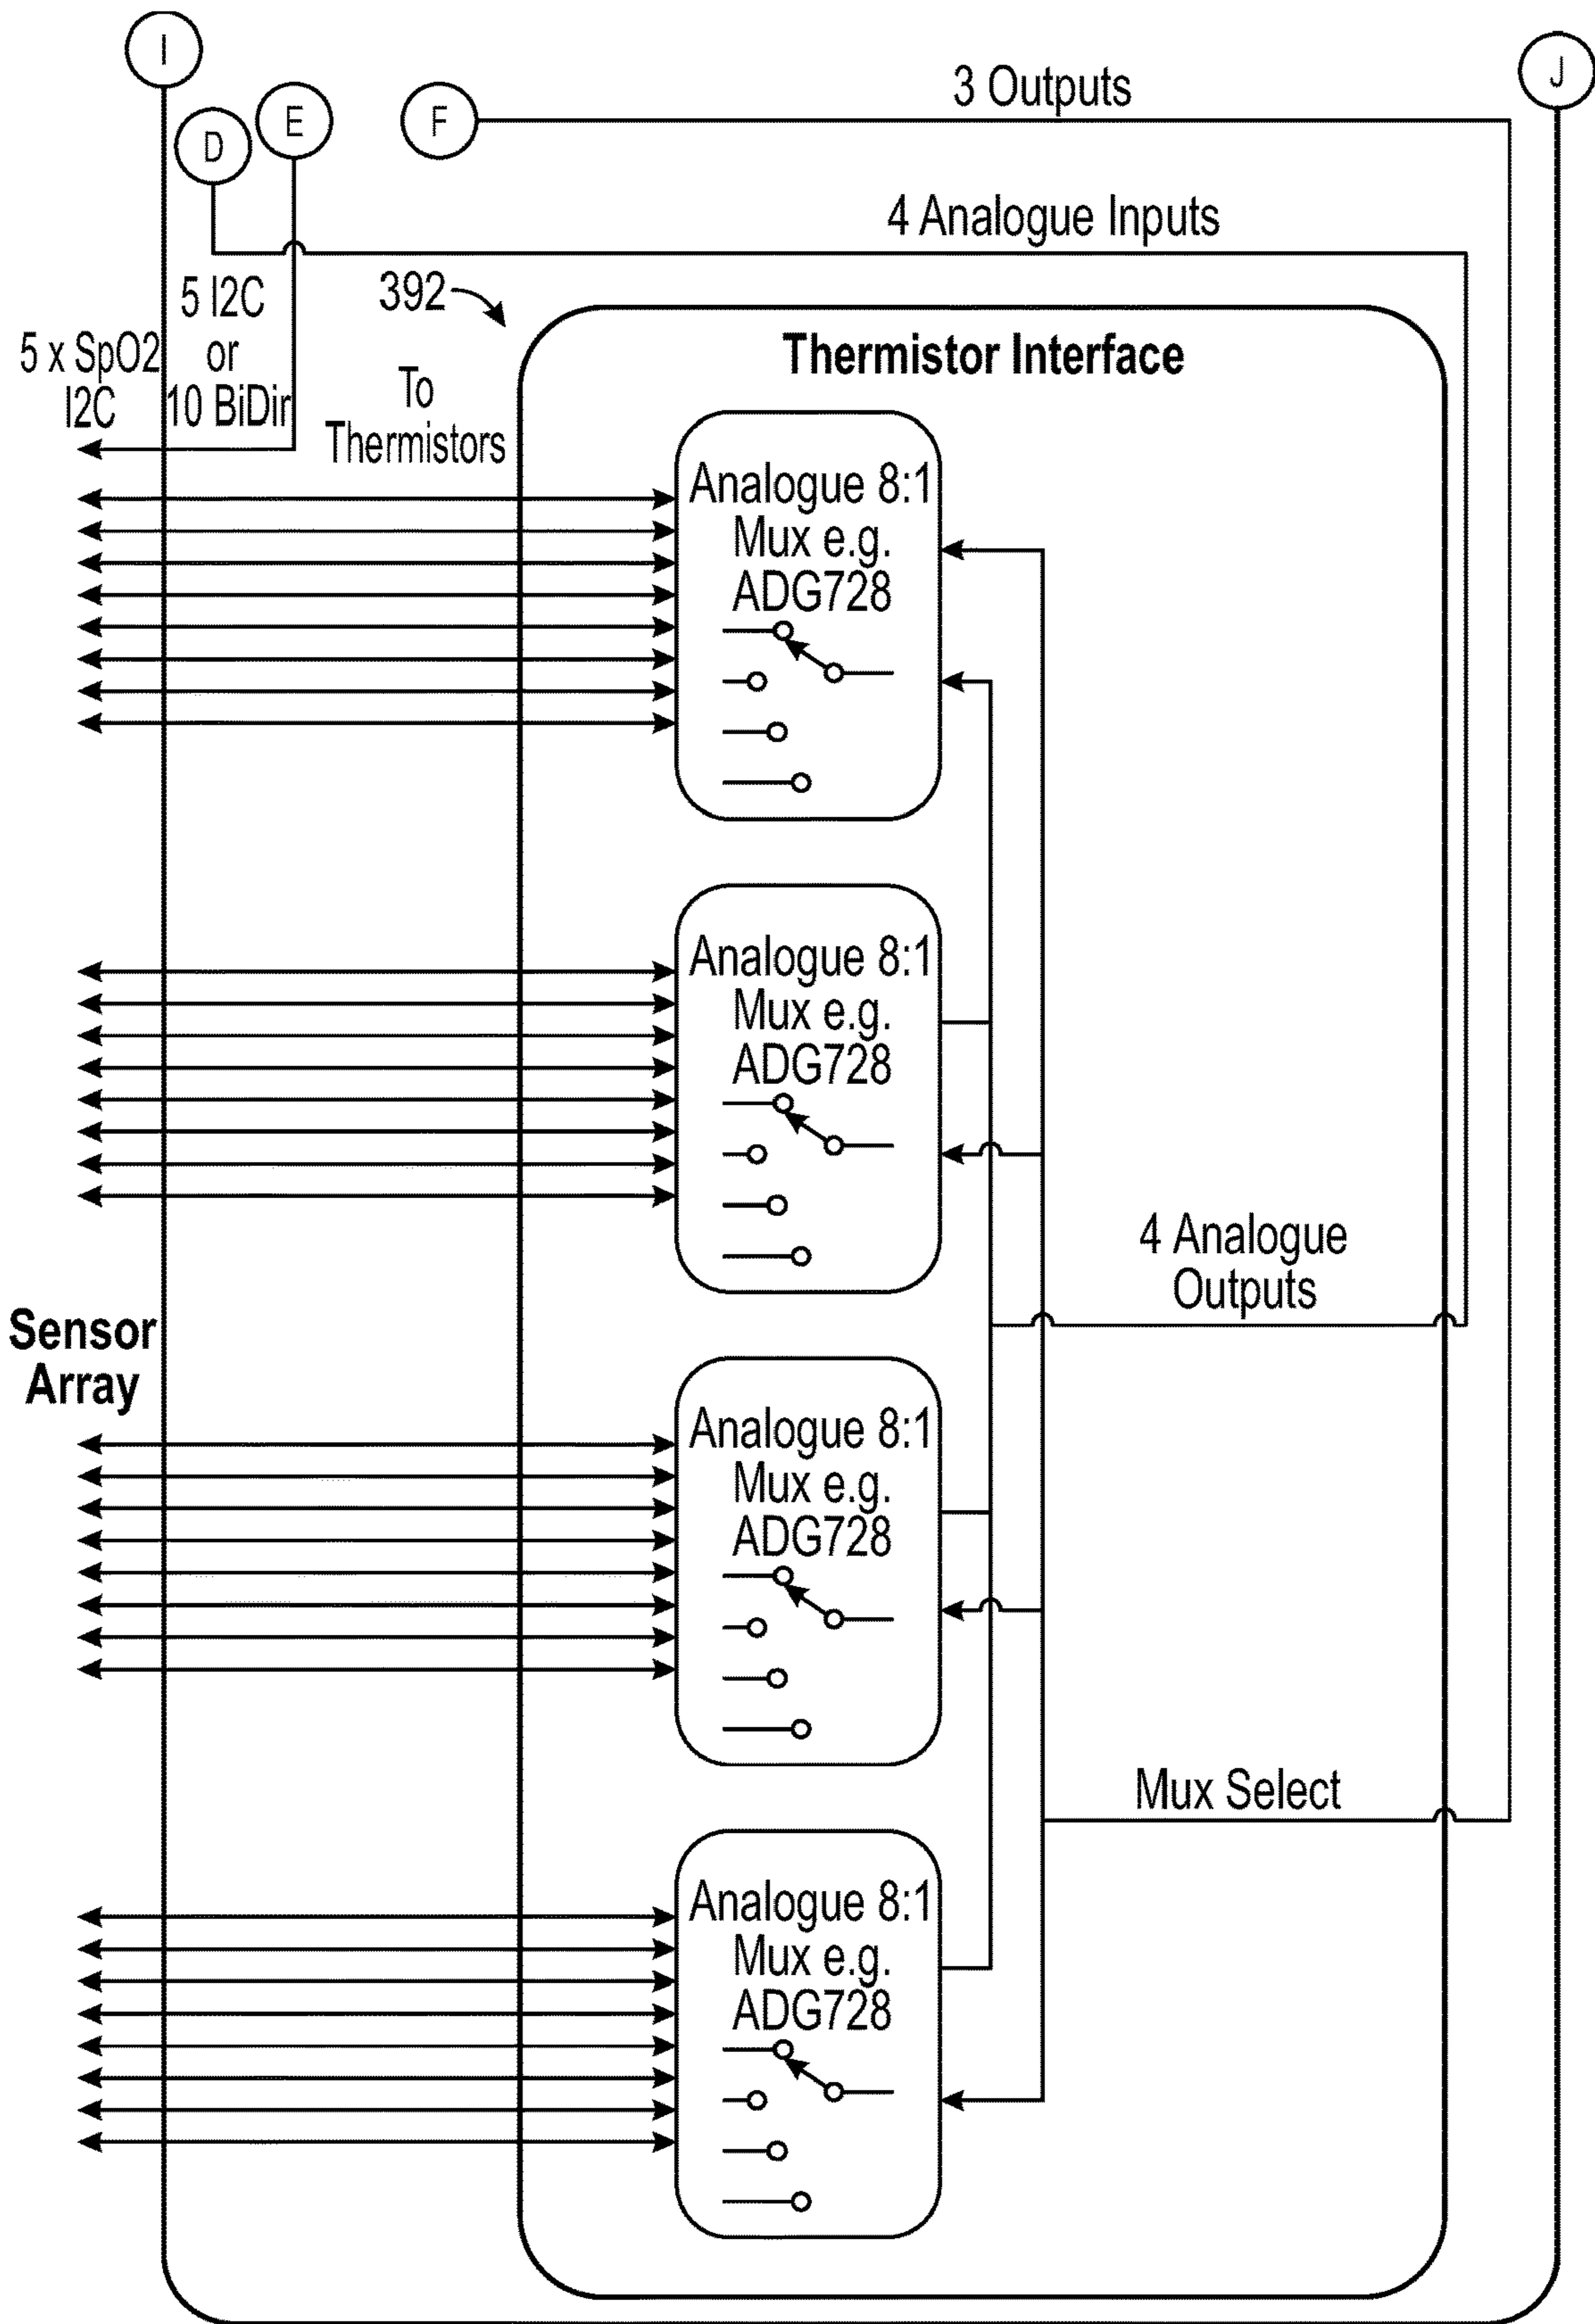 I
J
D
E
F
3 Outputs
4 Analogue Inputs
5 x SpO2
I2C
5 I2C
or
10 BiDir
392
To
Thermistors
Thermistor Interface
Analogue 8:1
Mux e.g.
ADG728
Analogue 8:1
Mux e.g.
ADG728
4 Analogue
Outputs
Sensor
Array
Analogue 8:1
Mux e.g.
ADG728
Mux Select
Analogue 8:1
Mux e.g.
ADG728